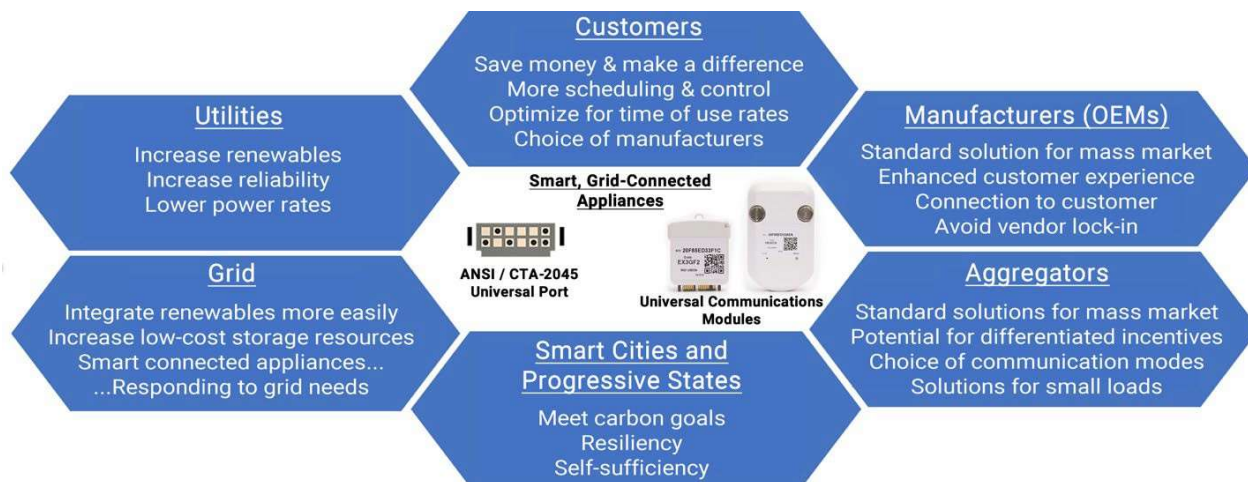 Customers
Save money & make a difference
More scheduling & control
Optimize for time of use rates
Choice of manufacturers
Utilities
Increase renewables
Increase reliability
Lower power rates
Manufacturers (OEMs)
Standard solution for mass market
Enhanced customer experience
Connection to customer
Avoid vendor lock-in
Smart, Grid-Connected
Appliances
ANSI / CTA-2045
Universal Port
EX3GF2
Universal Communications
Modules
Grid
Integrate renewables more easily
Increase low-cost storage resources
Smart connected appliances...
...Responding to grid needs
Smart Cities and
Progressive States
Meet carbon goals
Resiliency
Self-sufficiency
Aggregators
Standard solutions for mass market
Potential for differentiated incentives
Choice of communication modes
Solutions for small loads